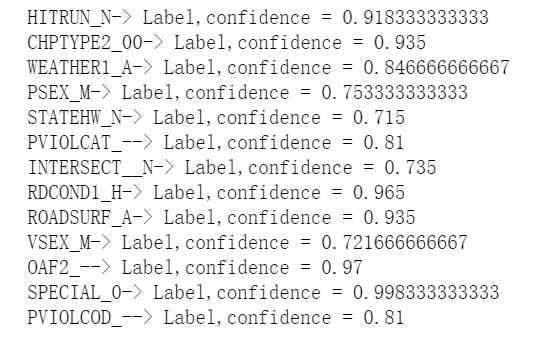 HITRUN_N-> Label,confidence = 0.918333333333
CHPTYPE2_00-> Label,confidence = 0.935
WEATHER1_A-> Label,confidence = 0.846666666667
PSEX_M-> Label,confidence = 0.753333333333
STATEHW_N-> Label,confidence = 0.715
PVIOLCAT_--> Label,confidence = 0.81
INTERSECT__N-> Label,confidence = 0.735
RDCOND1_H-> Label,confidence = 0.965
ROADSURF_A-> Label,confidence = 0.935
VSEX_M-> Label,confidence = 0.721666666667
OAF2_--> Label,confidence = 0.97
SPECIAL_0-> Label,confidence = 0.998333333333
PVIOLCOD_--> Label,confidence = 0.81